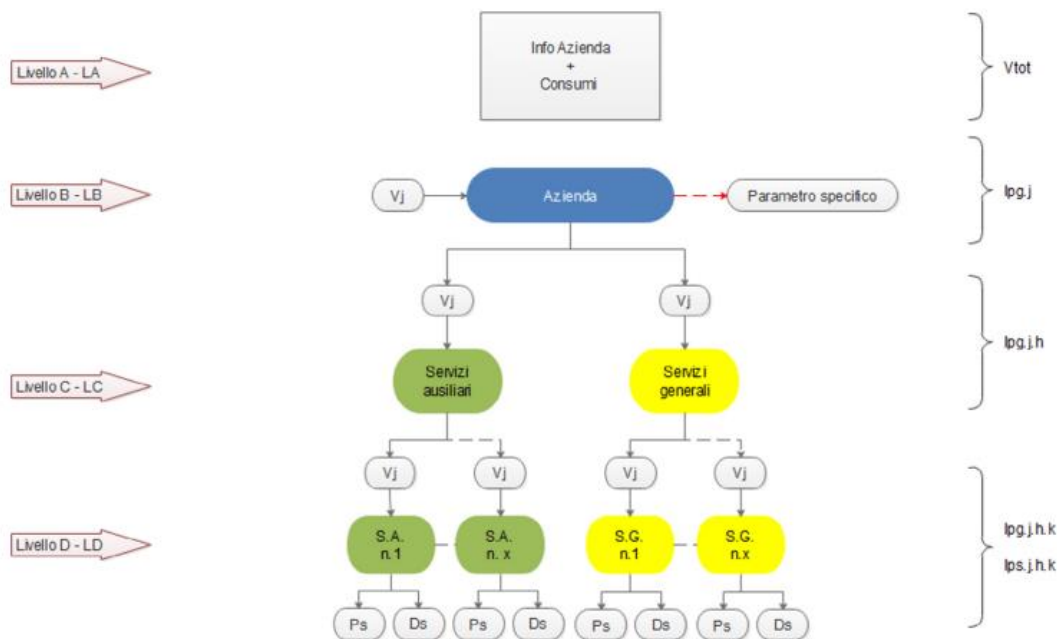 Livello A - LA
Info Azienda
+
Consumi
Vtot
Livello B - LB
Vj
Azienda
Parametro specifico
Ipg.j
Vj
Vj
Ipg.j.h
Livello C - LC
Servizi
ausiliari
Servizi
generali
Vj
Vj
Vj
Vj
Livello D - LD
S.A.
n.1
S.A.
n. x
S.G.
n.1
S.G.
n.x
Ipg.j.h.k
Ips.j.h.k
Ps
Ds
Ps
Ds
Ps
Ds
Ps
Ds